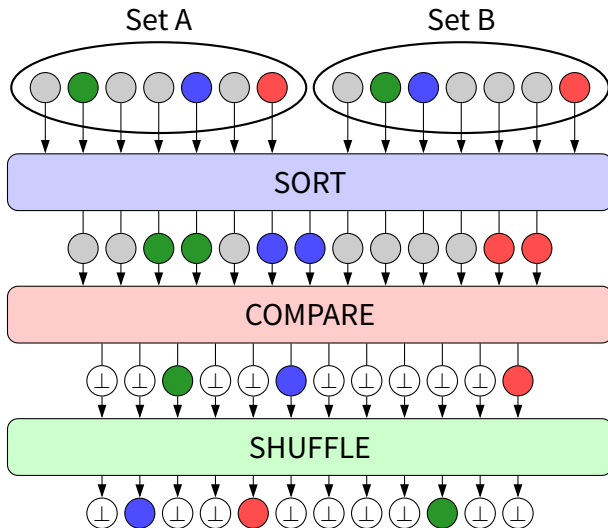 Set A Set B
SORT
COMPARE
⊥ ⊥ ⊥ ⊥ ⊥ ⊥ ⊥ ⊥ ⊥
SHUFFLE
⊥ ⊥ ⊥ ⊥ ⊥ ⊥ ⊥ ⊥ ⊥